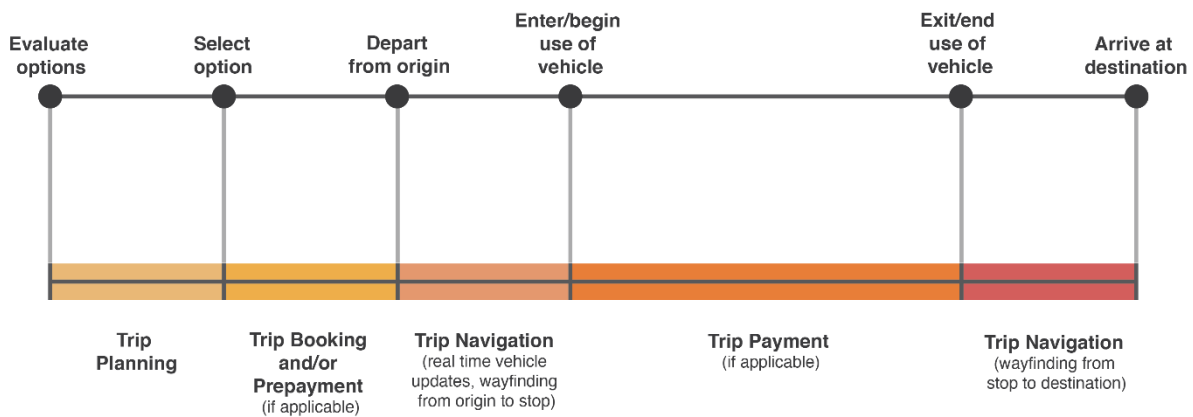 Evaluate
options
Select
option
Depart
from origin
Enter/begin
use of
vehicle
Exit/end
use of
vehicle
Arrive at
destination
Trip
Planning
Trip Booking
and/or
Prepayment
(if applicable)
Trip Navigation
(real time vehicle
updates, wayfinding
from origin to stop)
Trip Payment
(if applicable)
Trip Navigation
(wayfinding from
stop to destination)